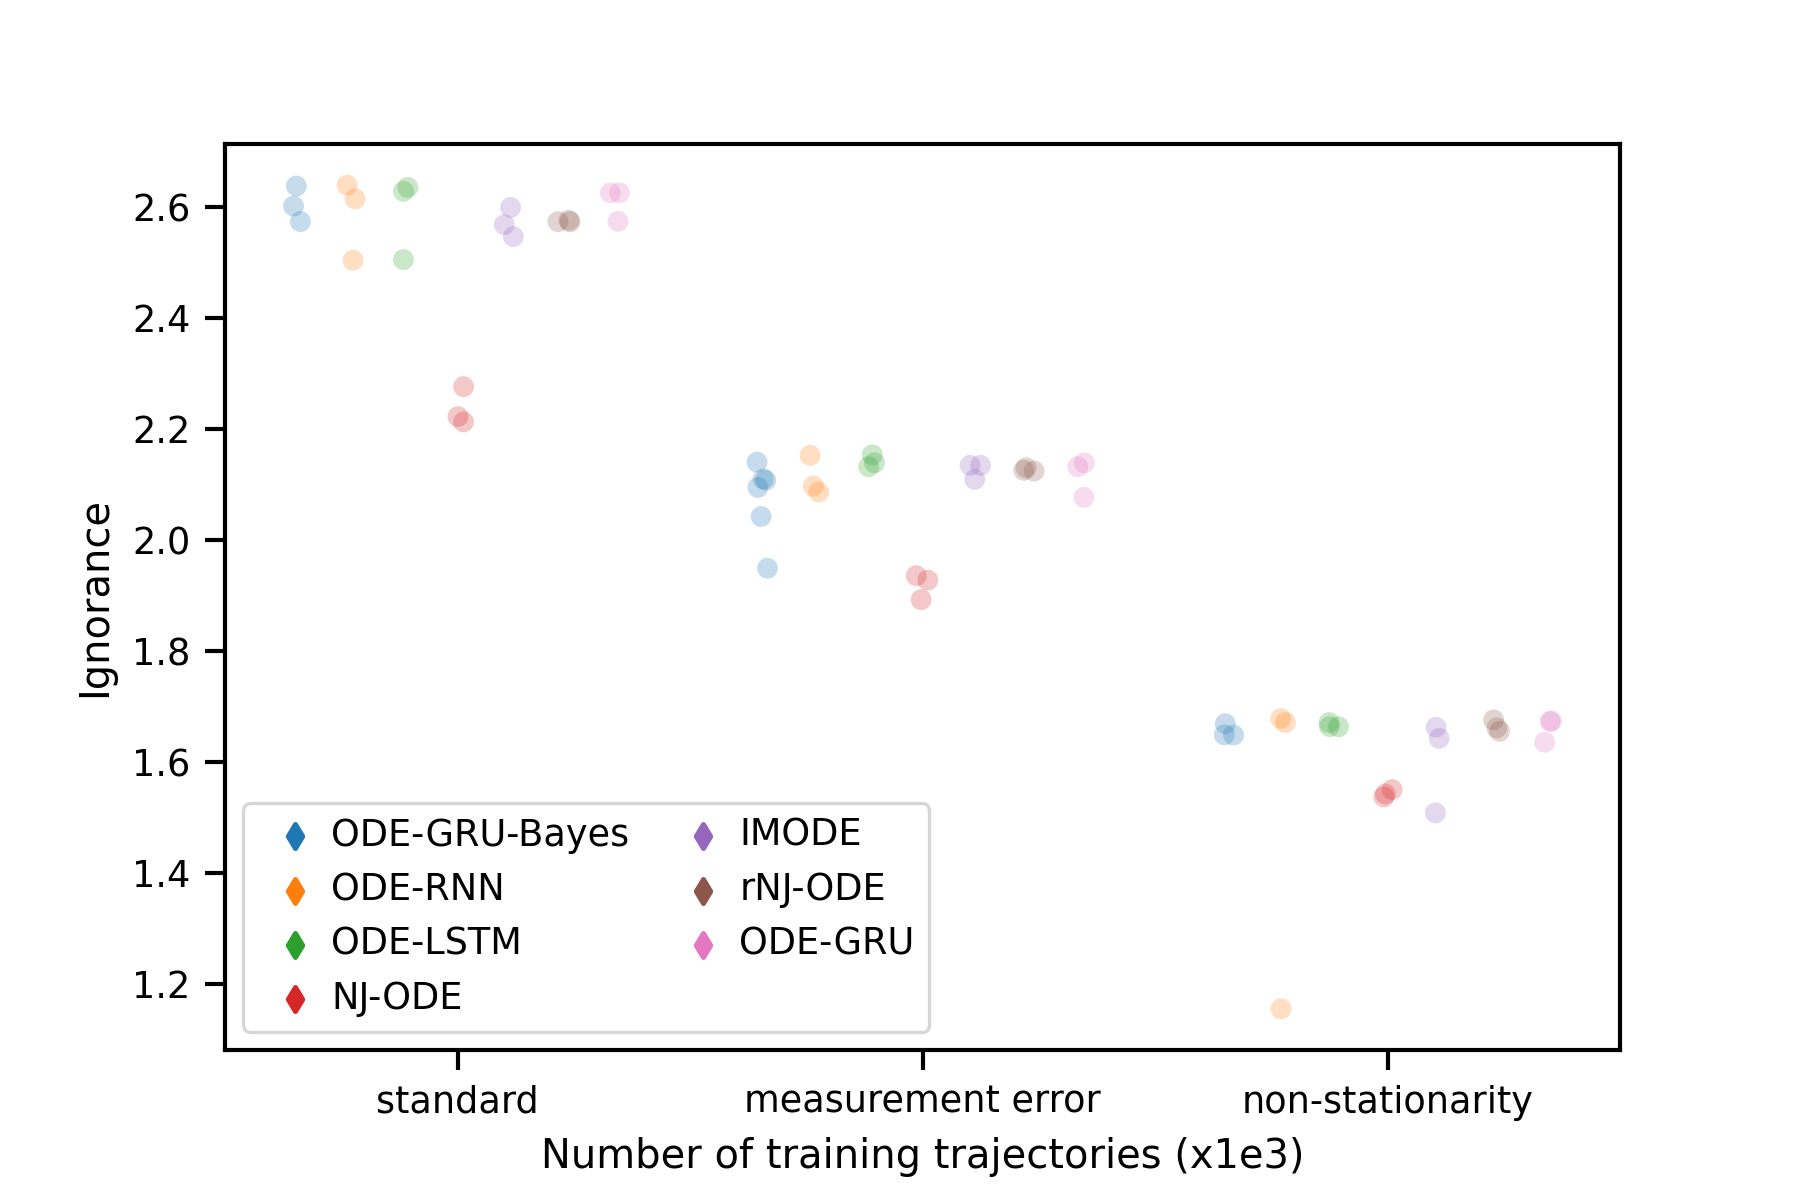 2.6
2.4
2.2
2.0
1.8
1.6
1.4
1.2
Ignorance
ODE-GRU-Bayes
ODE-RNN
ODE-LSTM
NJ-ODE
IMODE
rNJ-ODE
ODE-GRU
standard
measurement error
non-stationarity
Number of training trajectories (x1e3)